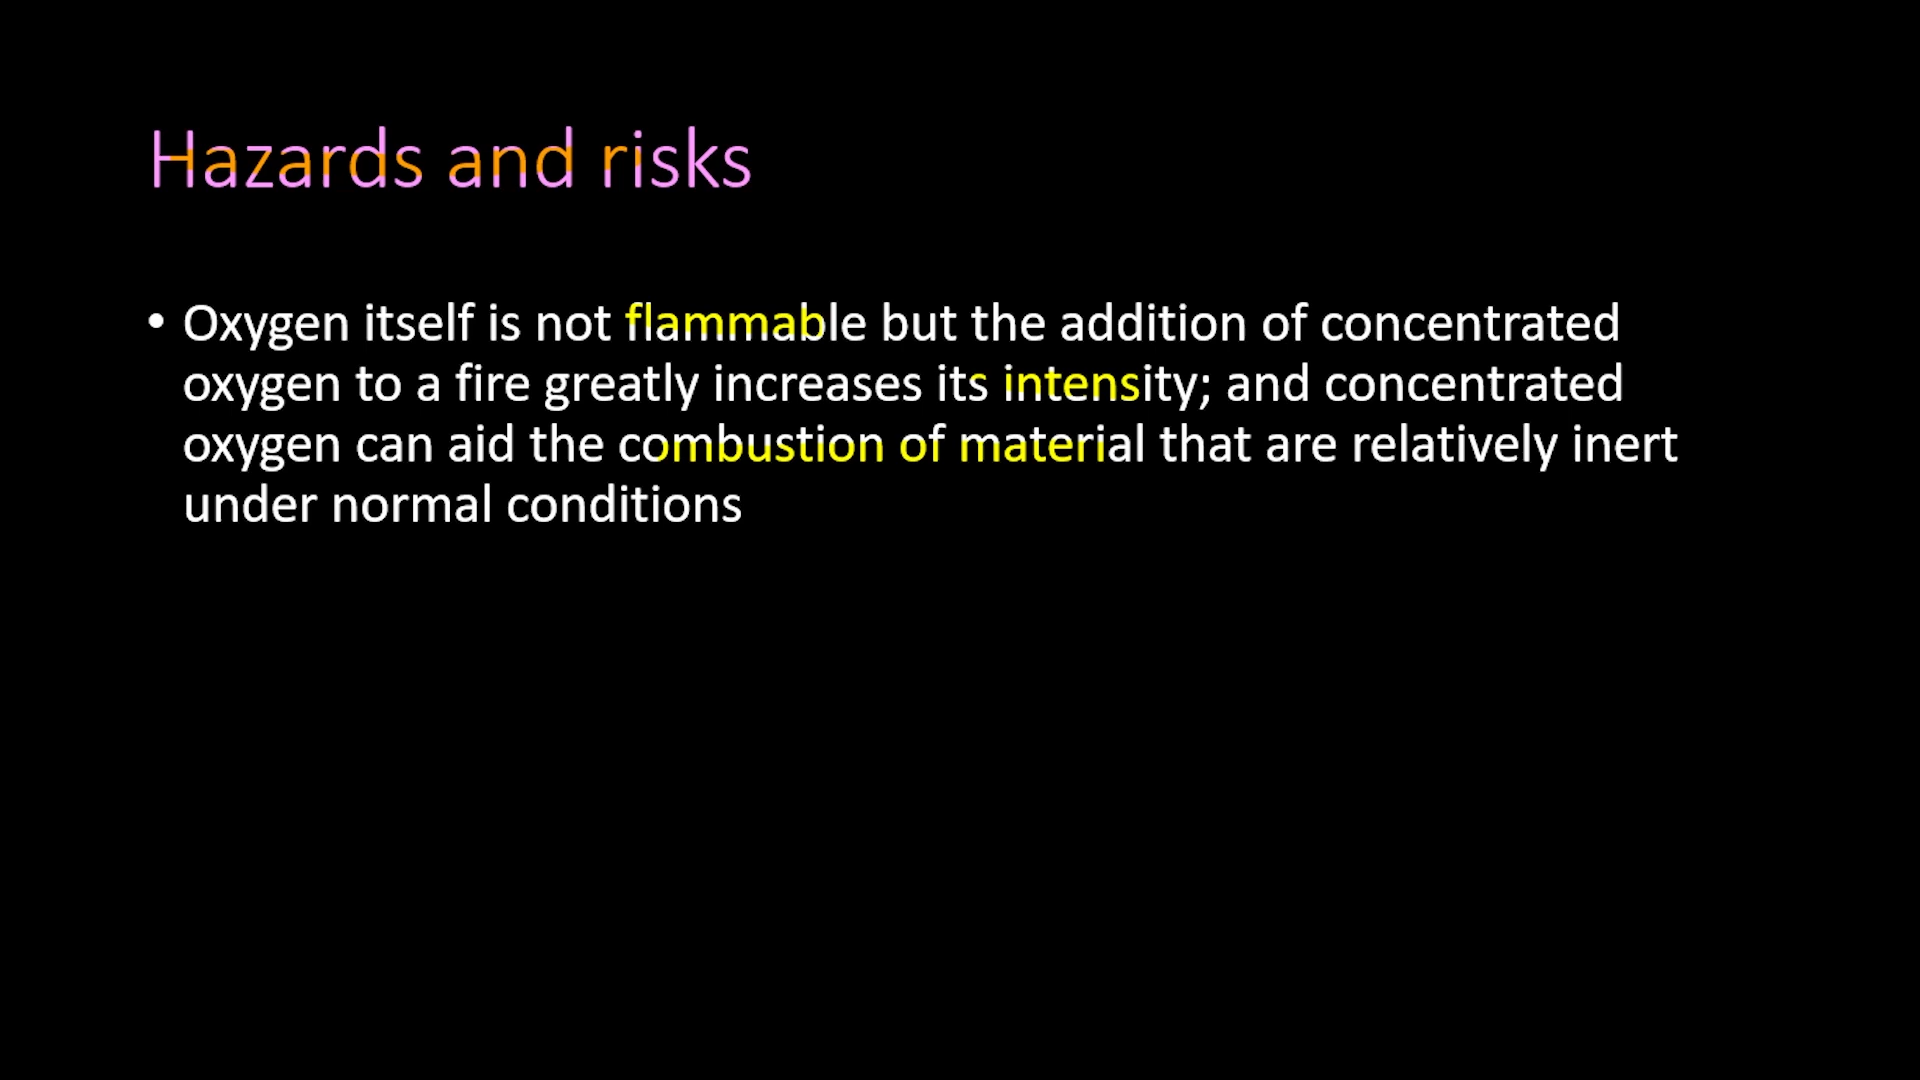 Hazards and risks
• Oxygen itself is not flammable but the addition of concentrated
oxygen to a fire greatly increases its intensity; and concentrated
oxygen can aid the combustion of material that are relatively inert
under normal conditions